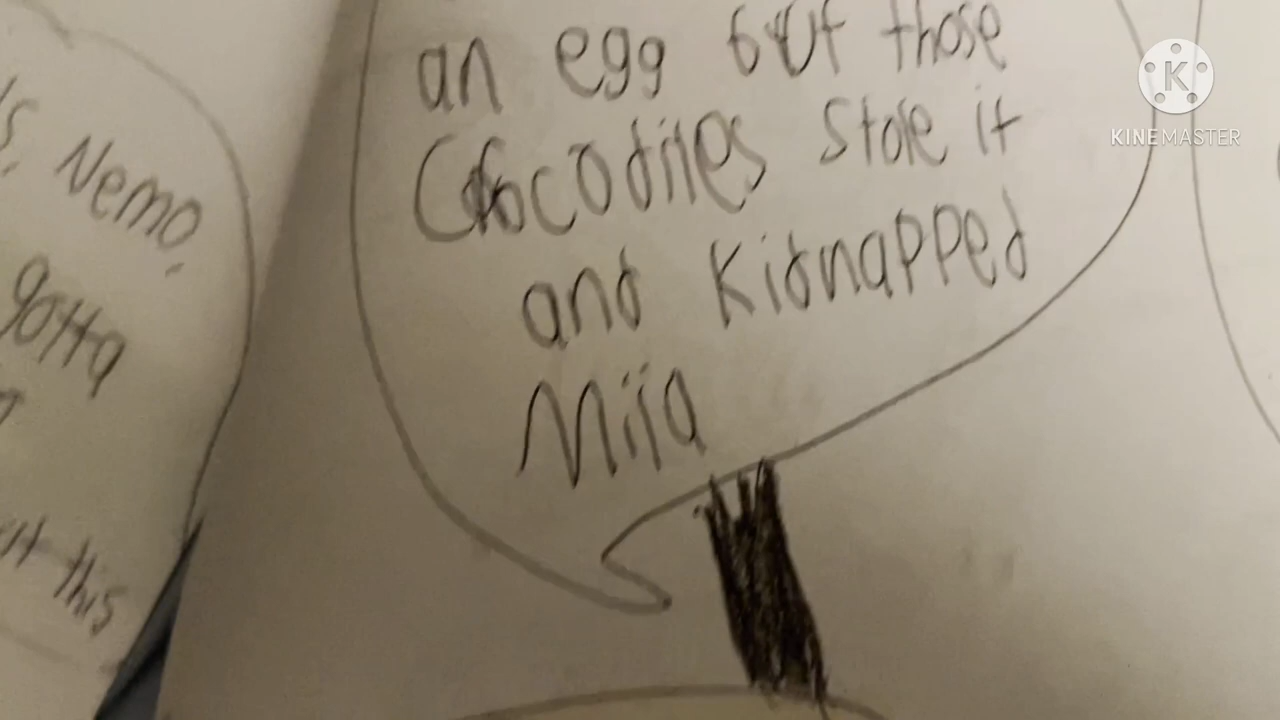 Nemo,
gotta
this
an egg but those
Crocodiles stole it
and Kidnapped
Mila
KINEMASTER